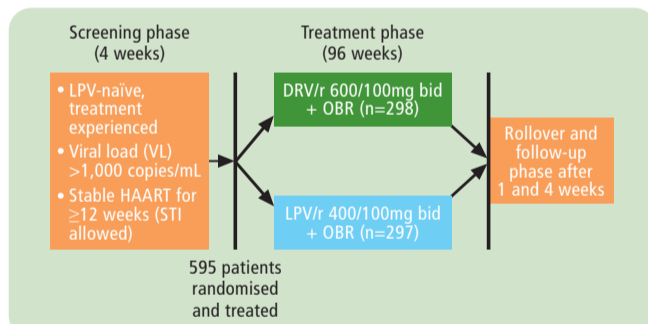 Screening phase
(4 weeks)
Treatment phase
(96 weeks)
• LPV-naïve,
treatment
experienced
• Viral load (VL)
>1,000 copies/mL
• Stable HAART for
≥12 weeks (STI
allowed)
DRV/r 600/100mg bid
+ OBR (n=298)
LPV/r 400/100mg bid
+ OBR (n=297)
Rollover and
follow-up
phase after
1 and 4 weeks
595 patients
randomised
and treated